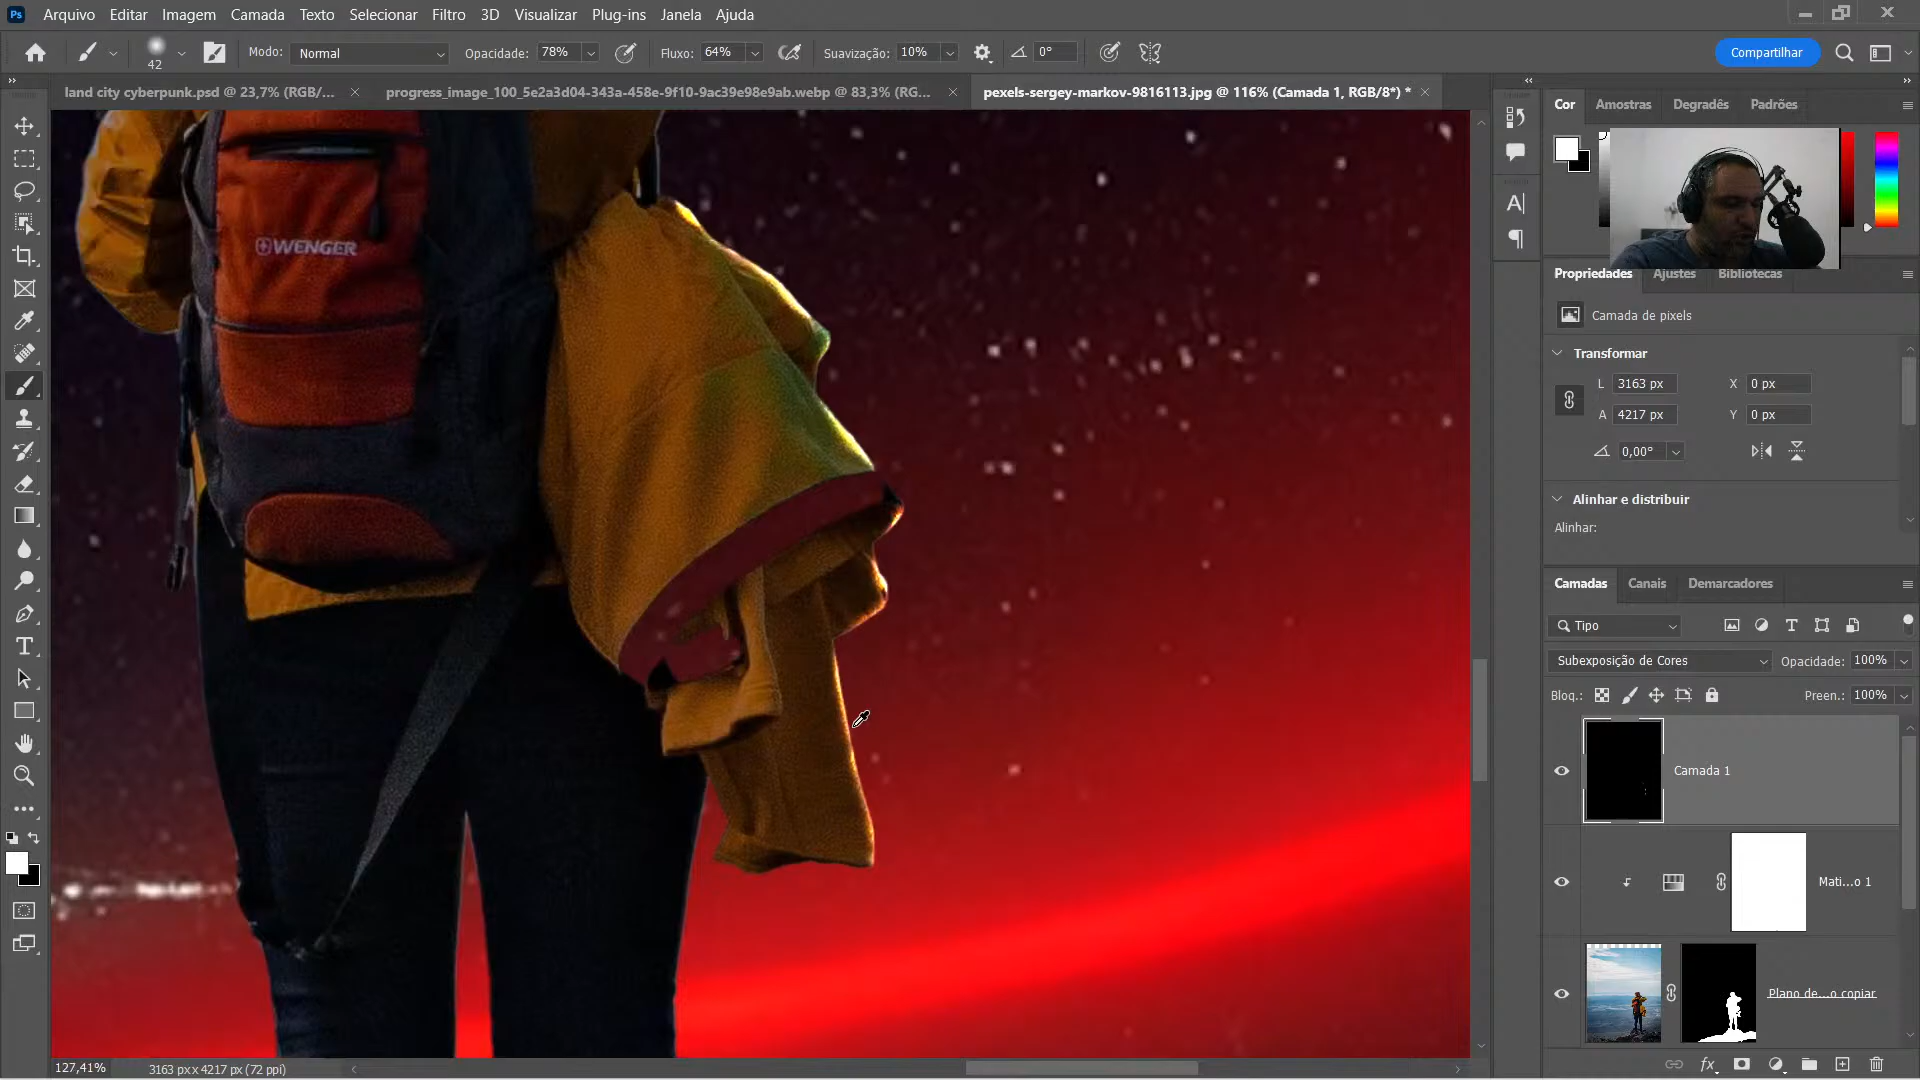 Ps Arquivo Editar Imagem Camada Texto Selecionar Filtro 3D Visualizar Plug-ins Janela Ajuda
42 Modo: Normal Opacidade: 78% Fluxo: 64% Suavização: 10% 0° Compartilhar
land city cyberpunk.psd @ 23,7% (RGB/... progress_image_100_5e2a3d04-343a-458e-9f10-9ac39e98e9ab.webp @ 83,3% (RG... pexels-sergey-markov-9816113.jpg @ 116% (Camada 1, RGB/8*) *
Cor Amostras Degradês Padrões
WENGER
Propriedades Ajustes Bibliotecas
Camada de pixels
Transformar
L 3163 px X 0 px
A 4217 px Y 0 px
0,00°
Alinhar e distribuir
Alinhar:
Camadas Canais Demarcadores
Tipo
Subexposição de Cores Opacidade: 100%
Bloq.: Preen.: 100%
Camada 1
Mati...o 1
Plano de...o copiar
fx
127,41% 3163 px x 4217 px (72 ppi)